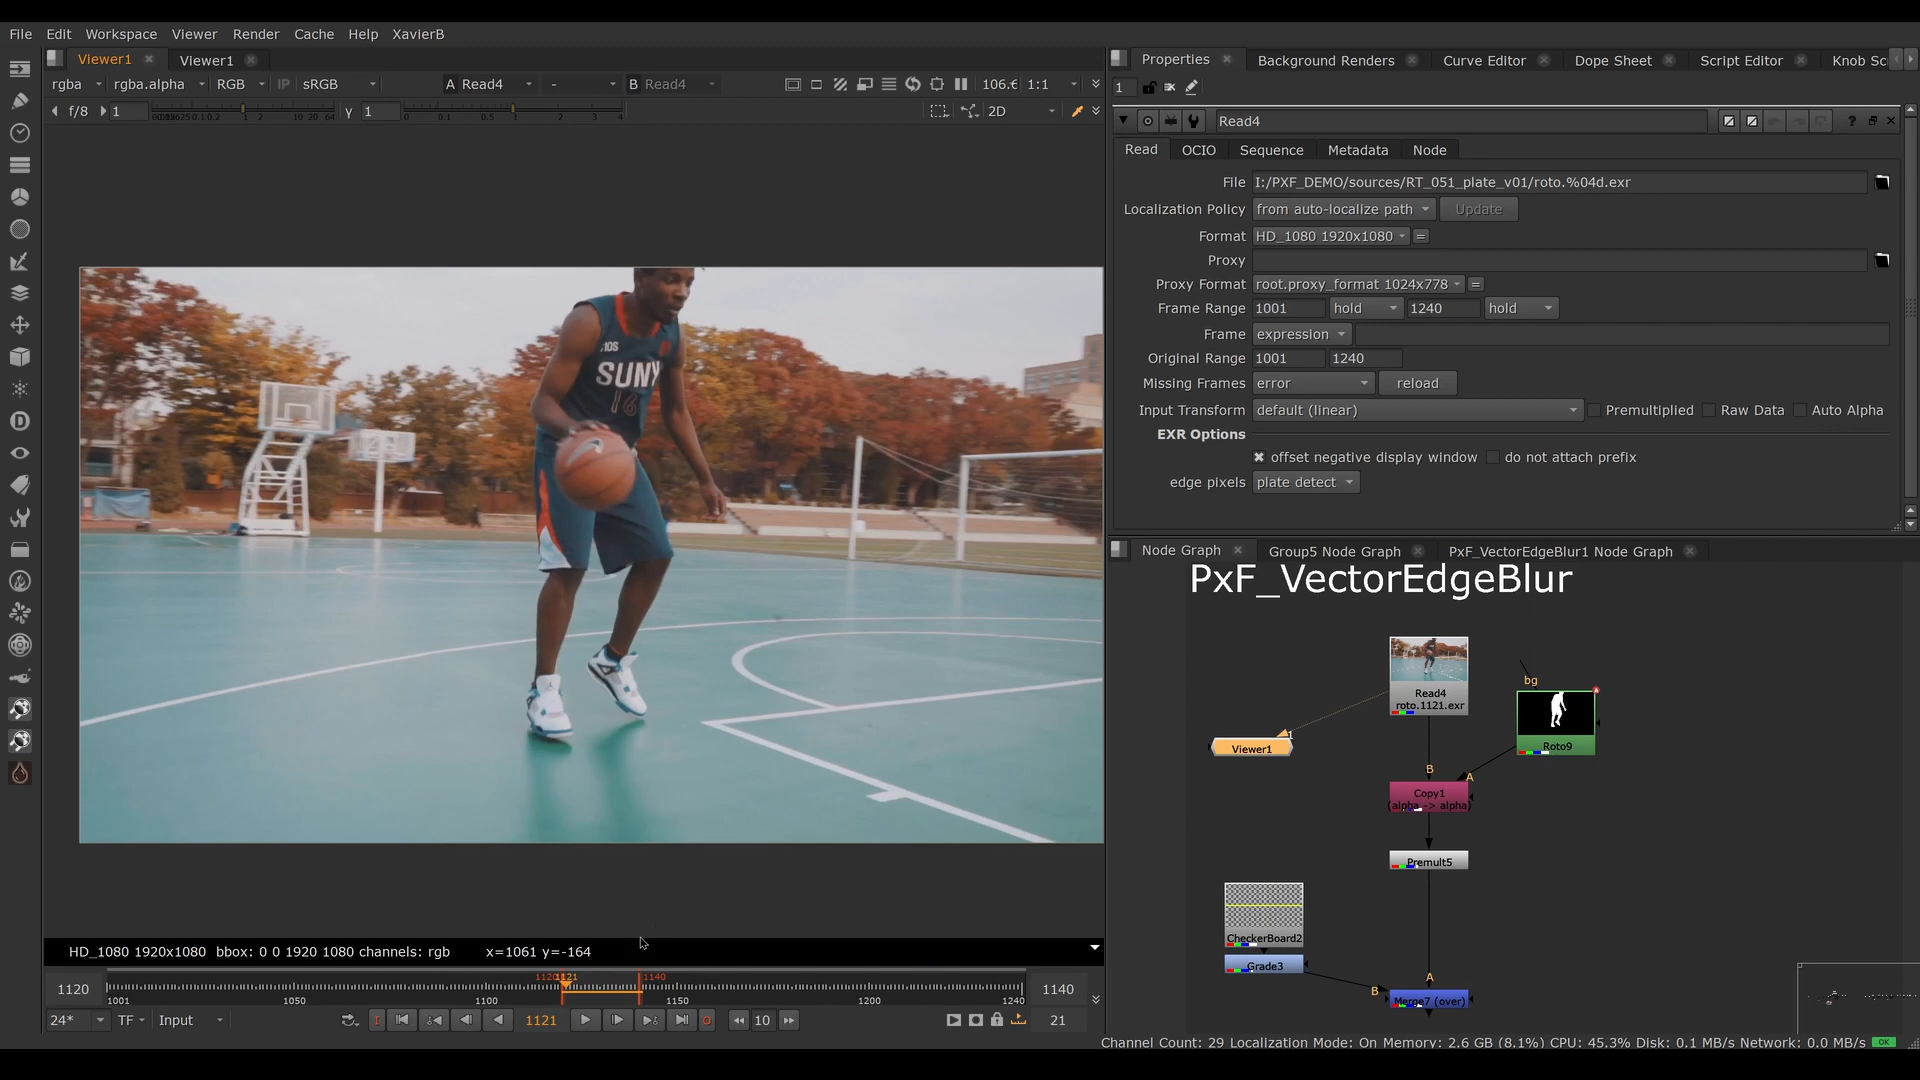 File Edit Workspace Viewer Render Cache Help XavierB
Viewer1 Viewer1
rgba rgba.alpha RGB IP sRGB A Read4 - B Read4 106.€ 1:1
f/8 1 γ 1 2D
Properties Background Renders Curve Editor Dope Sheet Script Editor Knob Sc
1
Read4
Read OCIO Sequence Metadata Node
File I:/PXF_DEMO/sources/RT_051_plate_v01/roto.%04d.exr
Localization Policy from auto-localize path Update
Format HD_1080 1920x1080 =
Proxy
Proxy Format root.proxy_format 1024x778 =
Frame Range 1001 hold 1240 hold
Frame expression
Original Range 1001 1240
Missing Frames error reload
Input Transform default (linear) Premultiplied Raw Data Auto Alpha
EXR Options
offset negative display window do not attach prefix
edge pixels plate detect
SUNY
16
Node Graph Group5 Node Graph PxF_VectorEdgeBlur1 Node Graph
PxF_VectorEdgeBlur
bg
Read4
roto.1121.exr
1
Viewer1
Roto9
B A
Copy1
(alpha -> alpha)
Premult5
CheckerBoard2
Grade3
A
B
Merge7 (over)
HD_1080 1920x1080 bbox: 0 0 1920 1080 channels: rgb x=1061 y=-164
1120 1121 1140
1120 1140
1001 1050 1100 1150 1200 1240
24* TF Input 1121 10 21
Channel Count: 29 Localization Mode: On Memory: 2.6 GB (8.1%) CPU: 45.3% Disk: 0.1 MB/s Network: 0.0 MB/s OK